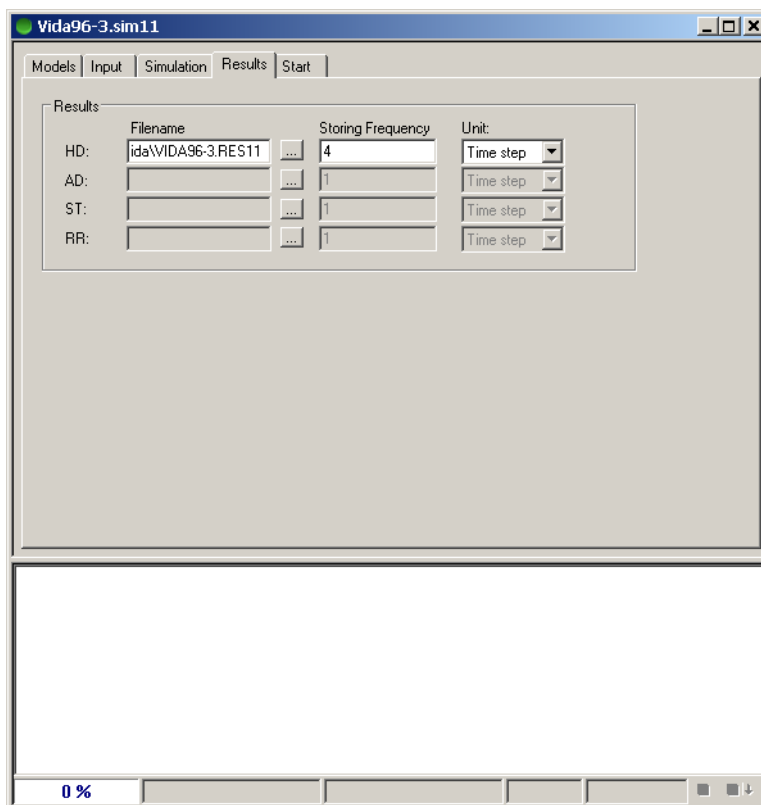 Vida96-3.sim11
Models Input Simulation Results Start
Results
Filename Storing Frequency Unit:
HD: ida\VIDA96-3.RES11 ... 4 Time step
AD: ... 1 Time step
ST: ... 1 Time step
RR: ... 1 Time step
0 %